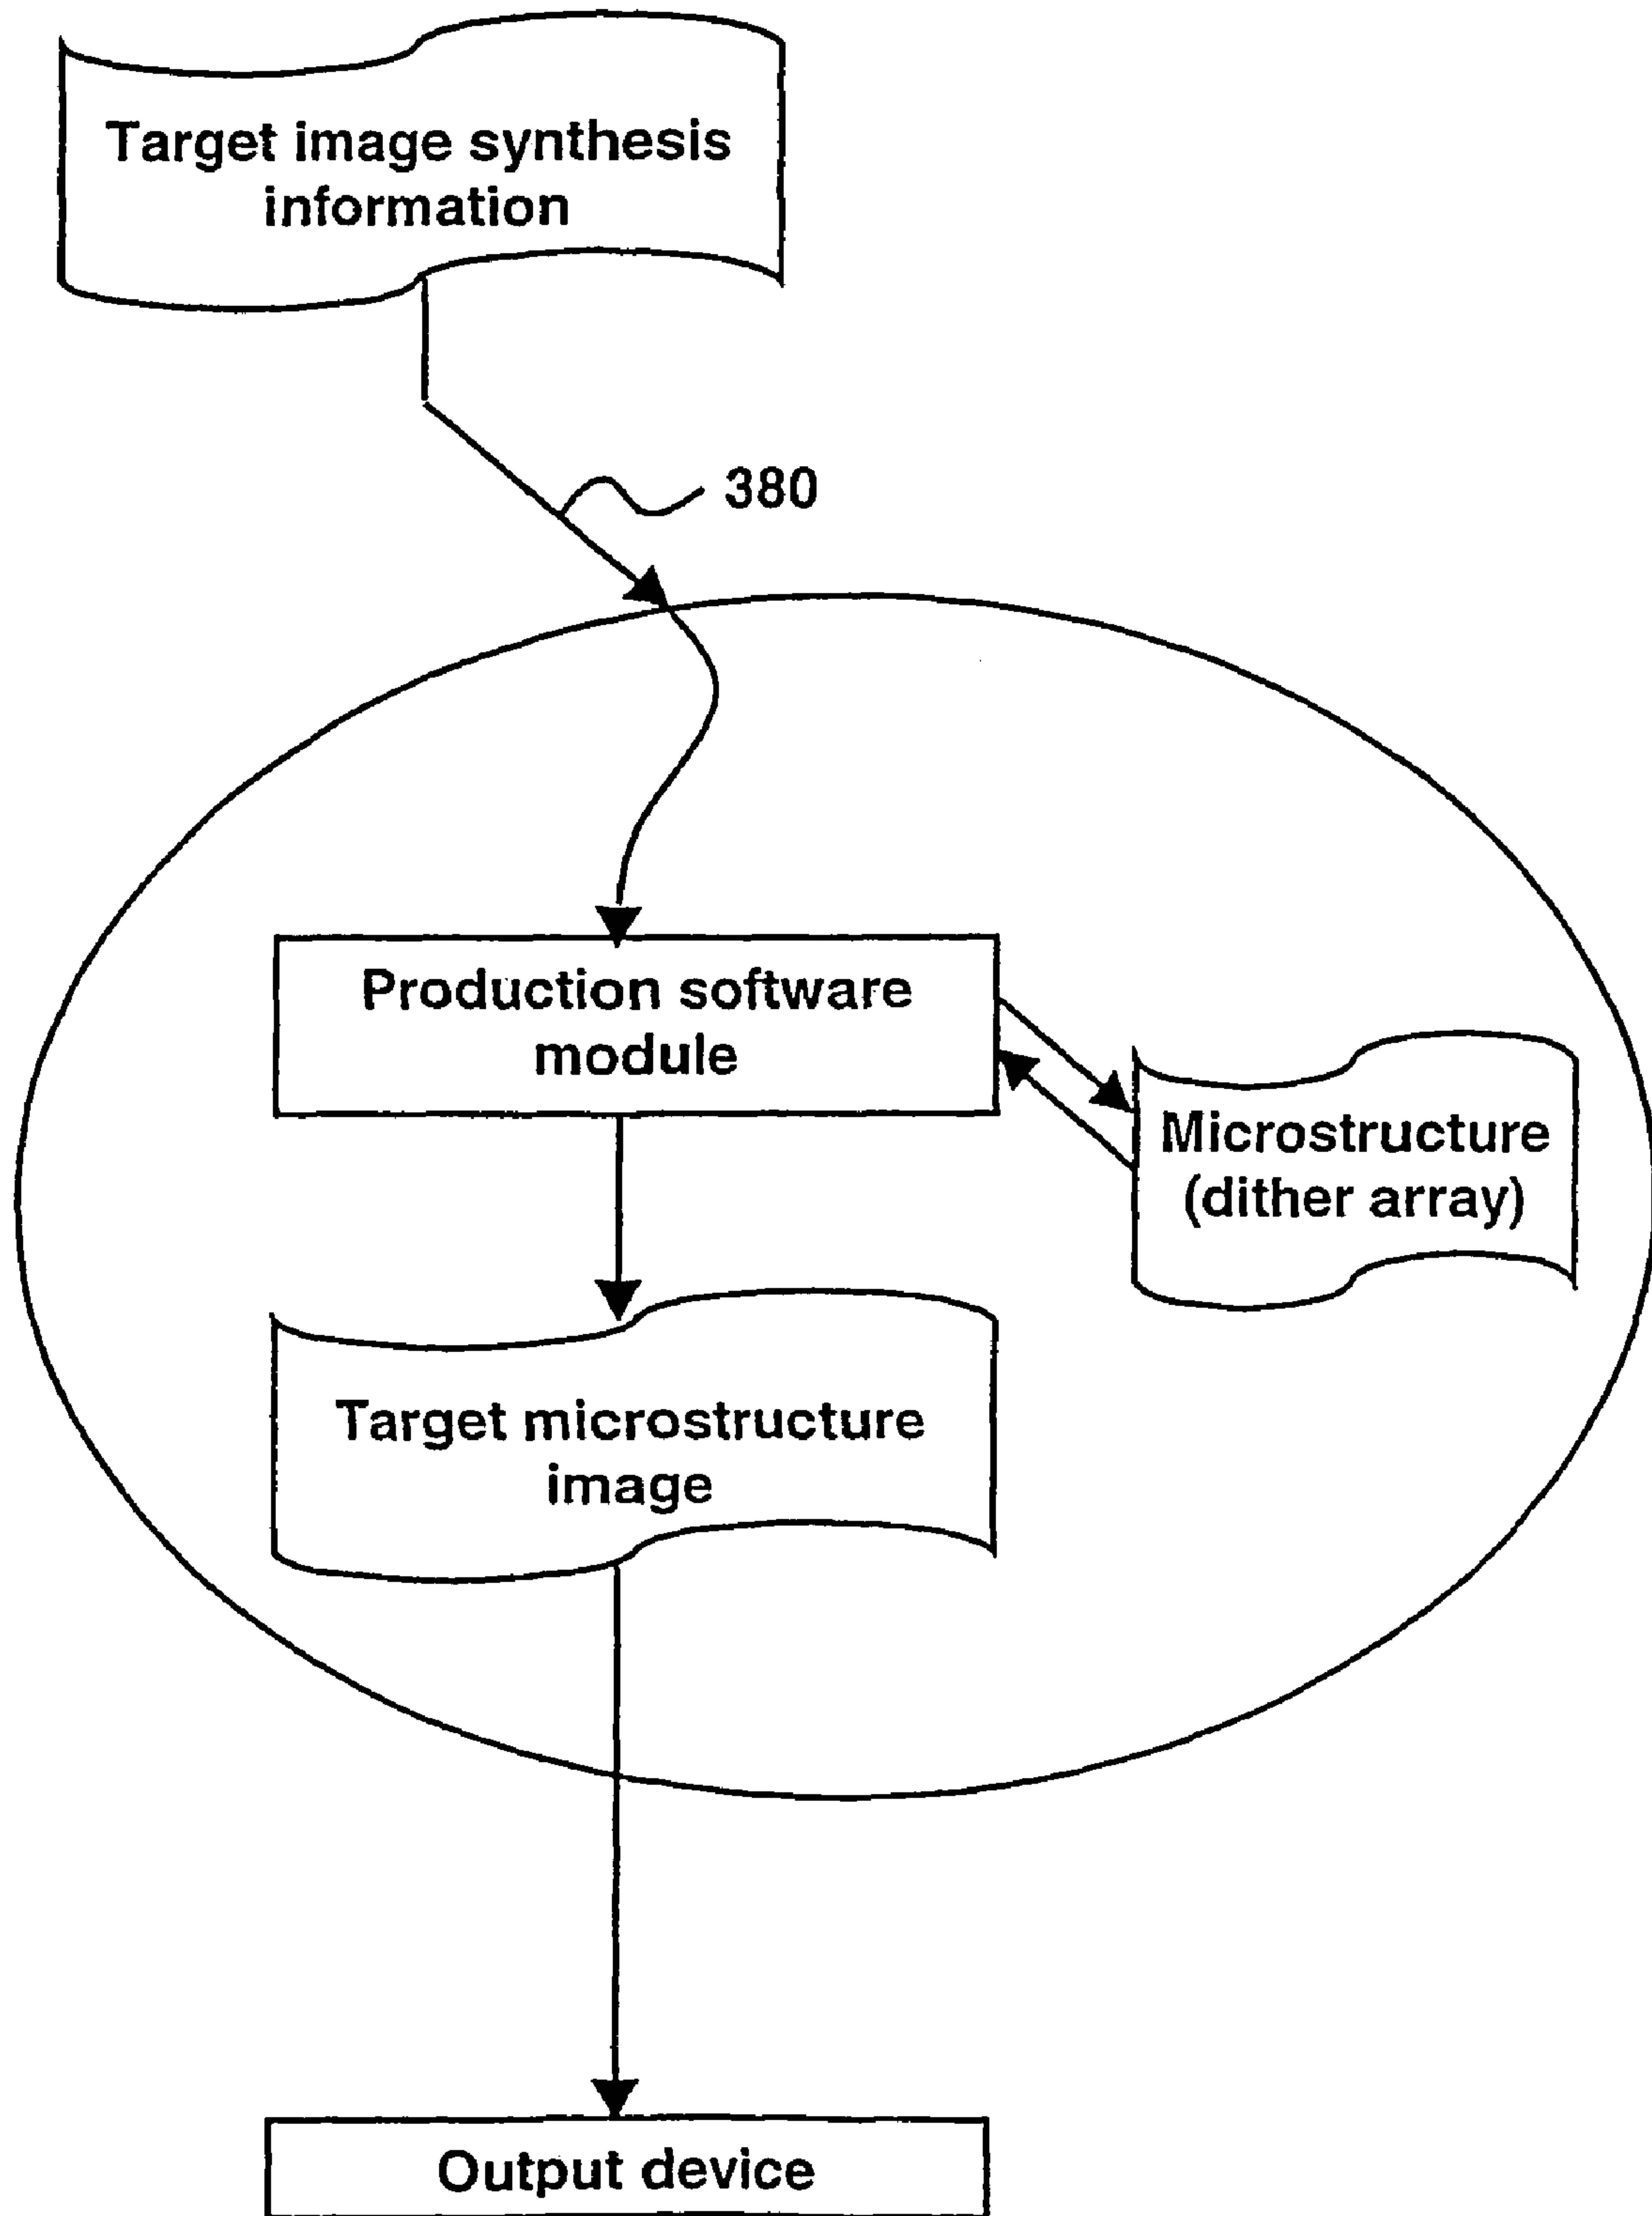 Target image synthesis
information
380
Production software
module
Microstructure
(dither array)
Target microstructure
image
Output device